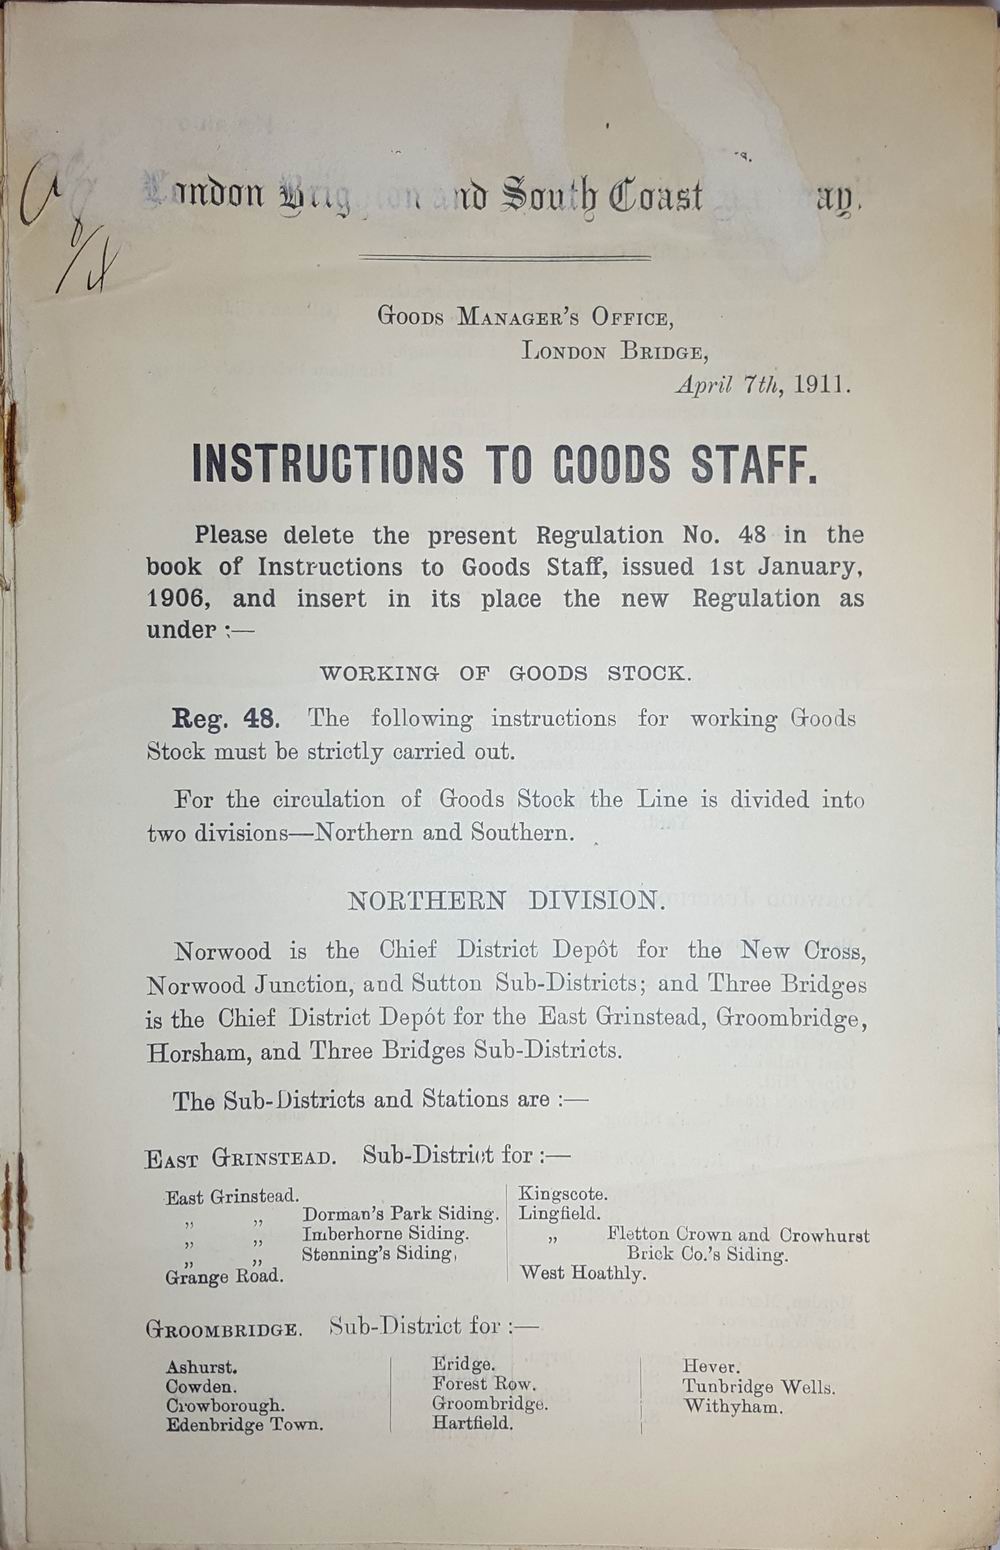 London Brighton and South Coast
Goods Manager's Office,
London Bridge,
April 7th, 1911.
INSTRUCTIONS TO GOODS STAFF.
Please delete the present Regulation No. 48 in the
book of Instructions to Goods Staff, issued 1st January,
1906, and insert in its place the new Regulation as
under :—
WORKING OF GOODS STOCK.
Reg. 48. The following instructions for working Goods
Stock must be strictly carried out.
For the circulation of Goods Stock the Line is divided into
two divisions—Northern and Southern.
NORTHERN DIVISION.
Norwood is the Chief District Depôt for the New Cross,
Norwood Junction, and Sutton Sub-Districts; and Three Bridges
is the Chief District Depót for the East Grinstead, Groombridge,
Horsham, and Three Bridges Sub-Districts.
The Sub-Districts and Stations are :—
East Grinstead. Sub-District for :—
East Grinstead.
„ „ Dorman's Park Siding.
„ „ Imberhorne Siding.
„ „ Stenning's Siding,
Grange Road.
Kingscote.
Lingfield.
„ Fletton Crown and Crowhurst
Brick Co.'s Siding.
West Hoathly.
Groombridge. Sub-District for :—
Ashurst.
Cowden.
Crowborough.
Edenbridge Town.
Eridge.
Forest Row.
Groombridge.
Hartfield.
Hever.
Tunbridge Wells.
Withyham.